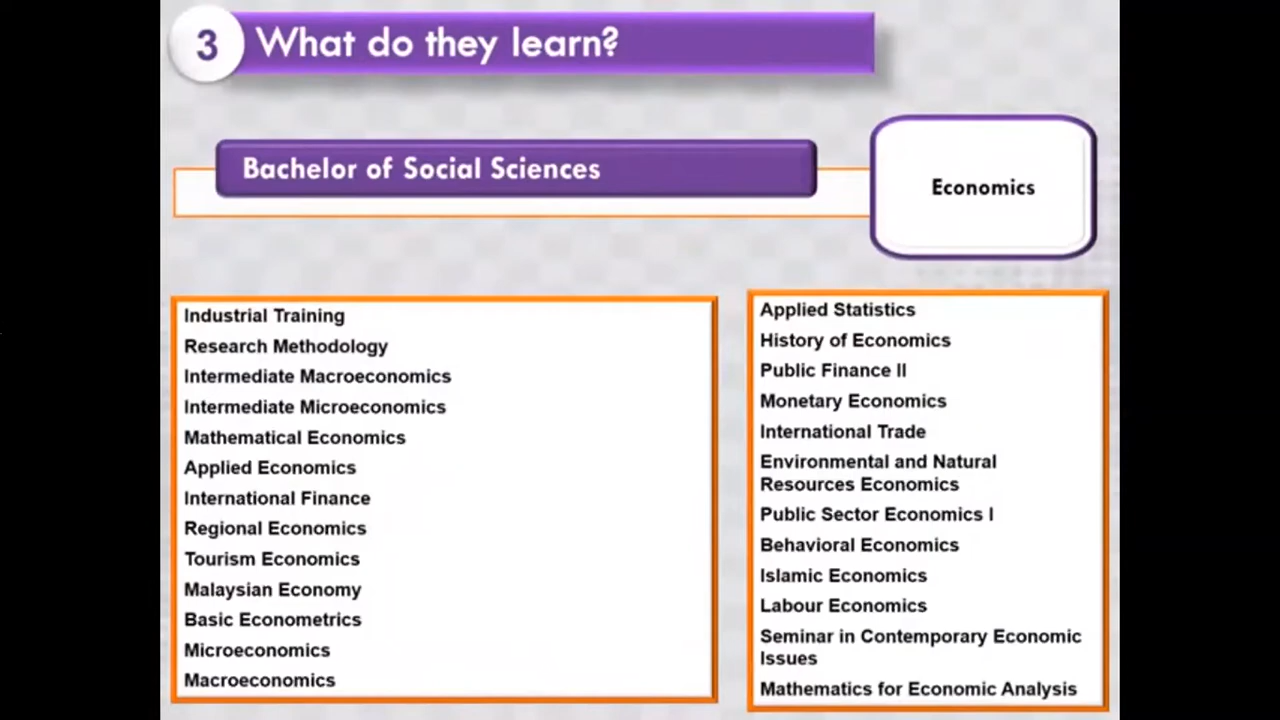 3
What do they learn?
Bachelor of Social Sciences
Economics
Industrial Training
Research Methodology
Intermediate Macroeconomics
Intermediate Microeconomics
Mathematical Economics
Applied Economics
International Finance
Regional Economics
Tourism Economics
Malaysian Economy
Basic Econometrics
Microeconomics
Macroeconomics
Applied Statistics
History of Economics
Public Finance II
Monetary Economics
International Trade
Environmental and Natural
Resources Economics
Public Sector Economics I
Behavioral Economics
Islamic Economics
Labour Economics
Seminar in Contemporary Economic
Issues
Mathematics for Economic Analysis